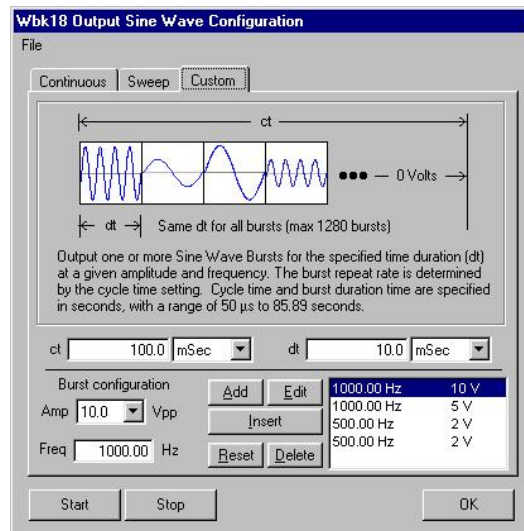 Wbk18 Output Sine Wave Configuration
File
Continuous Sweep Custom
ct
0 Volts
dt Same dt for all bursts (max 1280 bursts)
Output one or more Sine Wave Bursts for the specified time duration (dt)
at a given amplitude and frequency. The burst repeat rate is determined
by the cycle time setting. Cycle time and burst duration time are specified
in seconds, with a range of 50 µs to 85.89 seconds.
ct 100.0 mSec dt 10.0 mSec
Burst configuration
Amp 10.0 Vpp
Freq 1000.00 Hz
Add Edit
Insert
Reset Delete
1000.00 Hz 10 V
1000.00 Hz 5 V
500.00 Hz 2 V
500.00 Hz 2 V
Start Stop OK